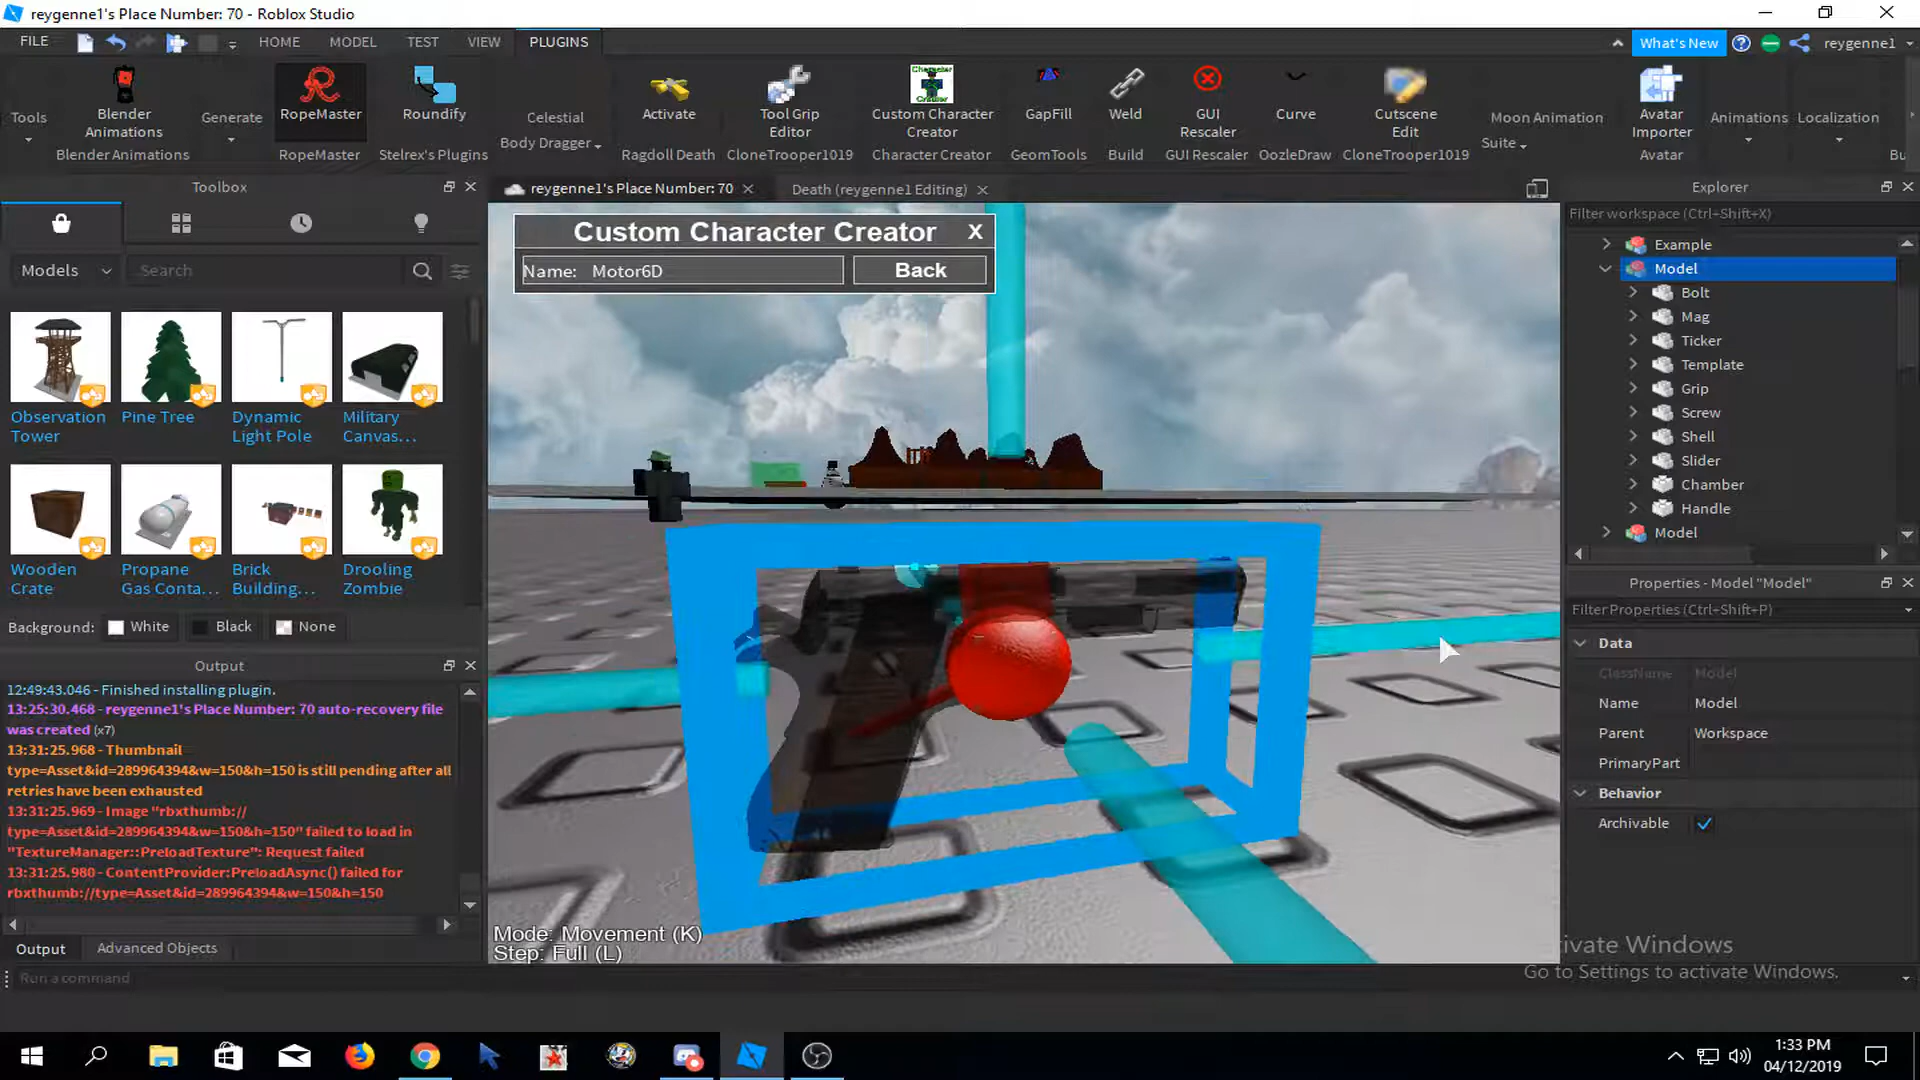 reygenne1's Place Number: 70 - Roblox Studio
FILE
HOME
MODEL
TEST
VIEW
PLUGINS
What's New
reygenne1
Tools
Blender
Animations
Blender Animations
Generate
RopeMaster
RopeMaster
Roundify
Stelrex's Plugins
Celestial
Body Dragger
Activate
Ragdoll Death
Tool Grip
Editor
CloneTrooper1019
Custom Character
Creator
Character Creator
GapFill
GeomTools
Weld
Build
GUI
Rescaler
GUI Rescaler
Curve
OozleDraw
Cutscene
Edit
CloneTrooper1019
Moon Animation
Suite
Avatar
Importer
Avatar
Animations
Localization
Bu
Toolbox
Models
Search
Observation
Tower
Pine Tree
Dynamic
Light Pole
Military
Canvas...
Wooden
Crate
Propane
Gas Conta...
Brick
Building...
Drooling
Zombie
Background:
White
Black
None
Output
12:49:43.046 - Finished installing plugin.
13:25:30.468 - reygenne1's Place Number: 70 auto-recovery file
was created (x7)
13:31:25.968 - Thumbnail
type=Asset&id=289964394&w=150&h=150 is still pending after all
retries have been exhausted
13:31:25.969 - Image "rbxthumb://
type=Asset&id=289964394&w=150&h=150" failed to load in
"TextureManager::PreloadTexture": Request failed
13:31:25.980 - ContentProvider:PreloadAsync() failed for
rbxthumb://type=Asset&id=289964394&w=150&h=150
Output
Advanced Objects
Run a command
reygenne1's Place Number: 70
Death (reygenne1 Editing)
Custom Character Creator
X
Name: Motor6D
Back
Mode: Movement (K)
Step: Full (L)
Explorer
Filter workspace (Ctrl+Shift+X)
Example
Model
Bolt
Mag
Ticker
Template
Grip
Screw
Shell
Slider
Chamber
Handle
Model
Properties - Model "Model"
Filter Properties (Ctrl+Shift+P)
Data
ClassName Model
Name Model
Parent Workspace
PrimaryPart
Behavior
Archivable
ivate Windows
Go to Settings to activate Windows.
1:33 PM
04/12/2019